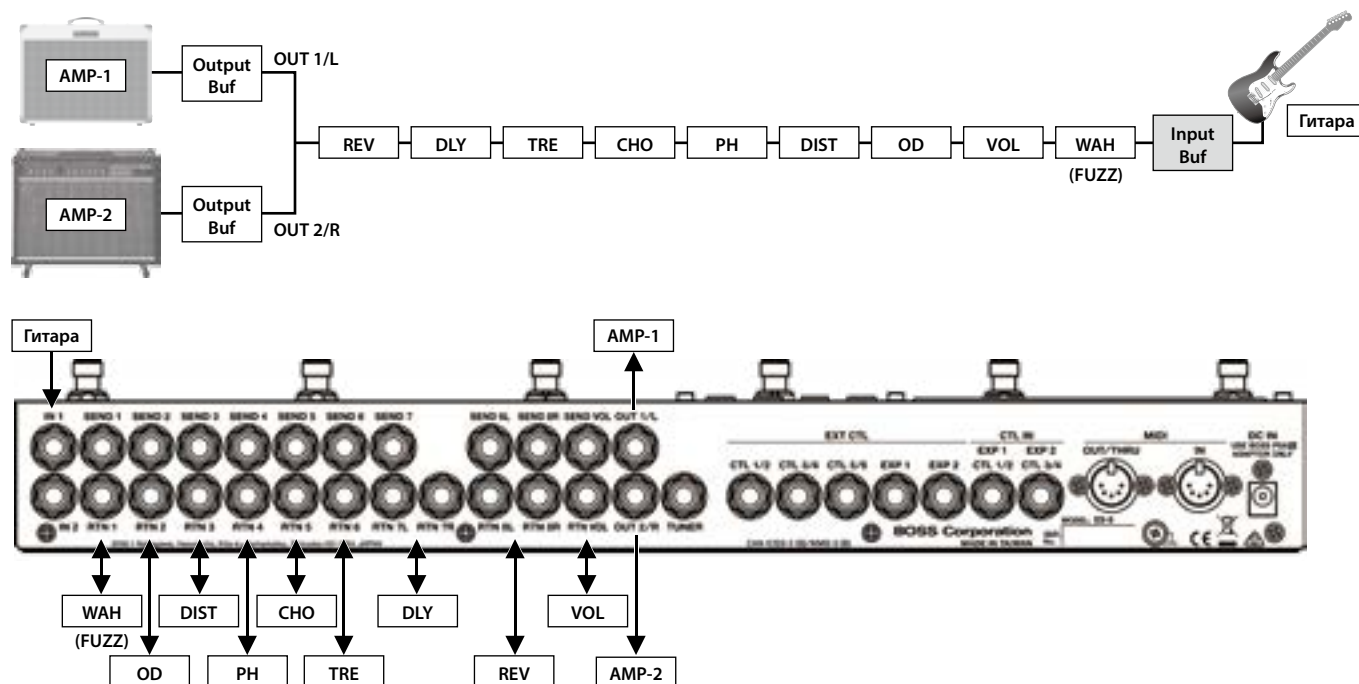 OUT 1/L
AMP-1
Output
Buf
Гитара
REV
DLY
TRE
CHO
PH
DIST
OD
VOL
WAH
(FUZZ)
Input
Buf
AMP-2
Output
Buf
OUT 2/R
Гитара
AMP-1
IN 1 SEND 1 SEND 2 SEND 3 SEND 4 SEND 5 SEND 6 SEND 7 SEND 8L SEND 8R SEND VOL OUT 1/L
EXT CTL
CTL IN
MIDI
DC IN
EXP 1 EXP 2
OUT/THRU
IN
CTL 1/2 CTL 3/4 CTL 5/6 EXP 1 EXP 2 CTL 1/2 CTL 3/4
IN 2 RTN 1 RTN 2 RTN 3 RTN 4 RTN 5 RTN 6 RTN 7L RTN 7R RTN 8L RTN 8R RTN VOL OUT 2/R TUNER
BOSS Corporation
MADE IN TAIWAN
MODEL
CE
WAH
(FUZZ)
DIST
CHO
DLY
VOL
OD
PH
TRE
REV
AMP-2